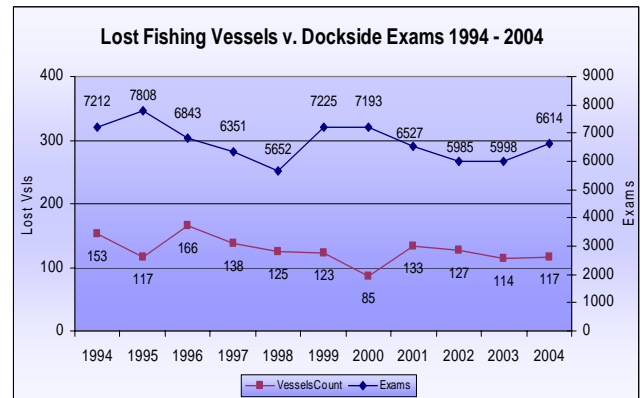 Lost Fishing Vessels v. Dockside Exams 1994 - 2004
400
300
200
100
0
Lost Vsls
9000
8000
7000
6000
5000
4000
3000
2000
1000
0
Exams
7212 7808 6843 6351 5652 7225 7193 6527 5985 5998 6614
153 117 166 138 125 123 85 133 127 114 117
1994 1995 1996 1997 1998 1999 2000 2001 2002 2003 2004
VesselsCount Exams